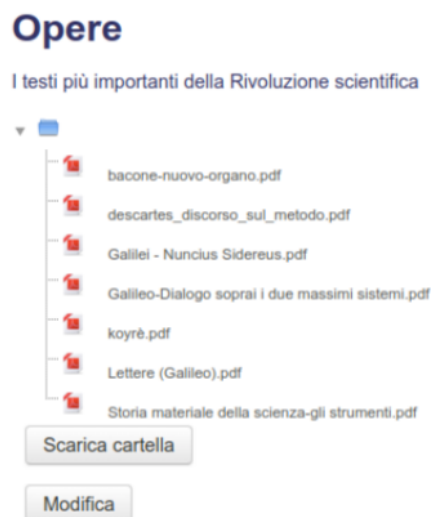 Opere
I testi più importanti della Rivoluzione scientifica
bacone-nuovo-organo.pdf
descartes_discorso_sul_metodo.pdf
Galilei - Nuncius Sidereus.pdf
Galileo-Dialogo soprai i due massimi sistemi.pdf
koyrè.pdf
Lettere (Galileo).pdf
Storia materiale della scienza-gli strumenti.pdf
Scarica cartella
Modifica